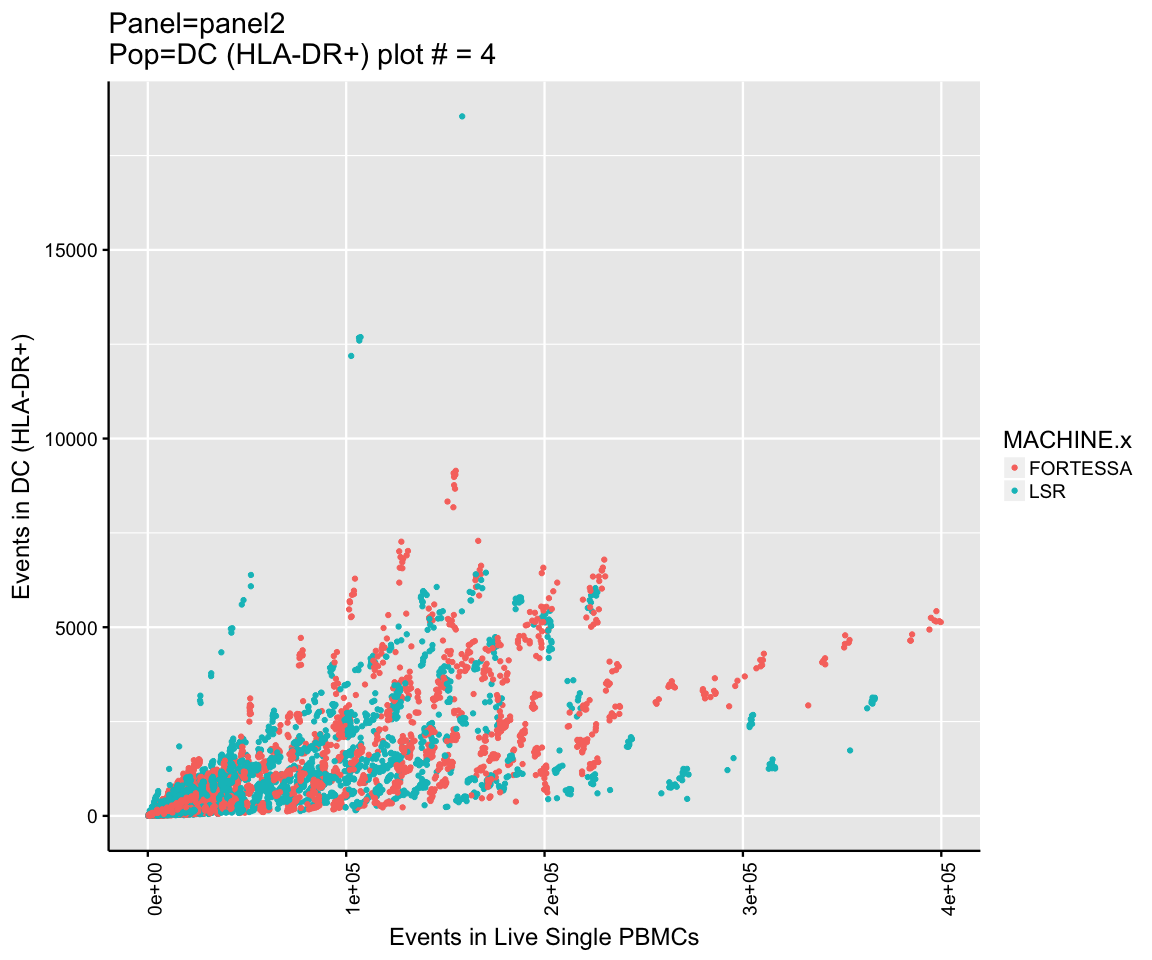 Panel=panel2
Pop=DC (HLA-DR+) plot # = 4
Events in DC (HLA-DR+)
15000
10000
5000
0
0e+00
1e+05
2e+05
3e+05
4e+05
Events in Live Single PBMCs
MACHINE.x
FORTESSA
LSR